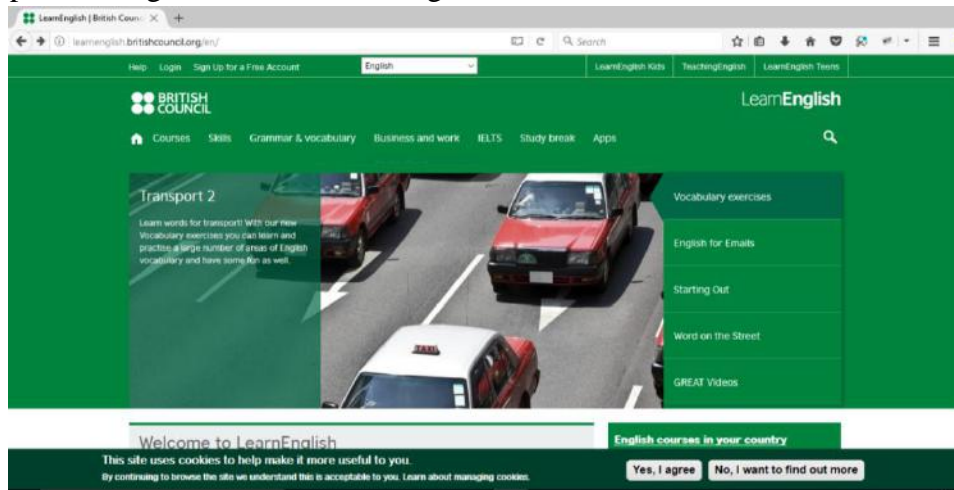 LearnEnglish | British Counc
learnenglish.britishcouncil.org/en/
Search
Help Login Sign Up for a Free Account English LearnEnglish Kids TeachingEnglish LearnEnglish Teens
BRITISH
COUNCIL
LearnEnglish
Courses Skills Grammar & vocabulary Business and work IELTS Study break Apps
Transport 2
Learn words for transport! With our new
Vocabulary exercises you can learn and
practise a large number of areas of English
vocabulary and have some fun as well.
TAXI
Vocabulary exercises
English for Emails
Starting Out
Word on the Street
GREAT Videos
Welcome to LearnEnglish
English courses in your country
This site uses cookies to help make it more useful to you.
By continuing to browse the site we understand this is acceptable to you. Learn about managing cookies.
Yes, I agree
No, I want to find out more